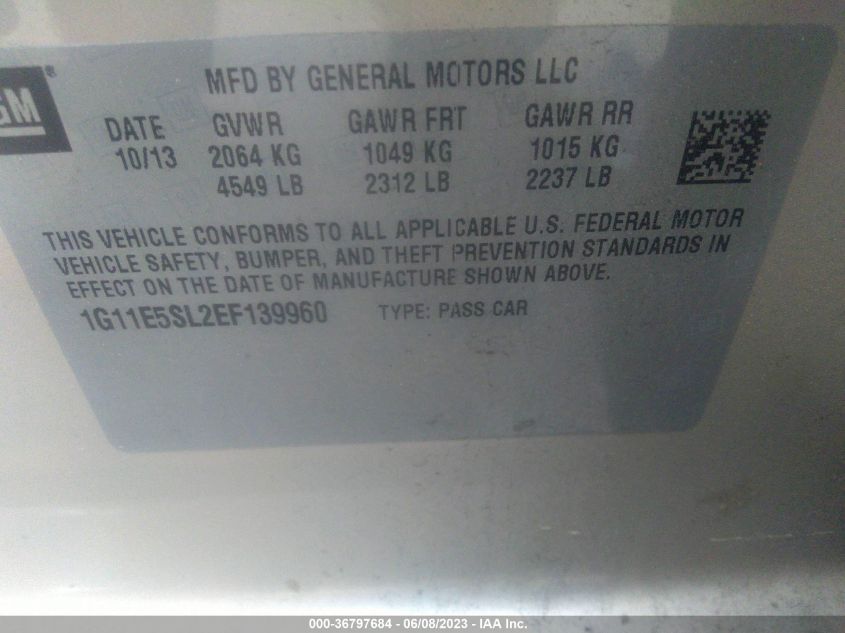 GM
MFD BY GENERAL MOTORS LLC
DATE GVWR GAWR FRT GAWR RR
10/13 2064 KG 1049 KG 1015 KG
4549 LB 2312 LB 2237 LB
THIS VEHICLE CONFORMS TO ALL APPLICABLE U.S. FEDERAL MOTOR
VEHICLE SAFETY, BUMPER, AND THEFT PREVENTION STANDARDS IN
EFFECT ON THE DATE OF MANUFACTURE SHOWN ABOVE.
1G11E5SL2EF139960 TYPE: PASS CAR
000-36797684 - 06/08/2023 - IAA Inc.